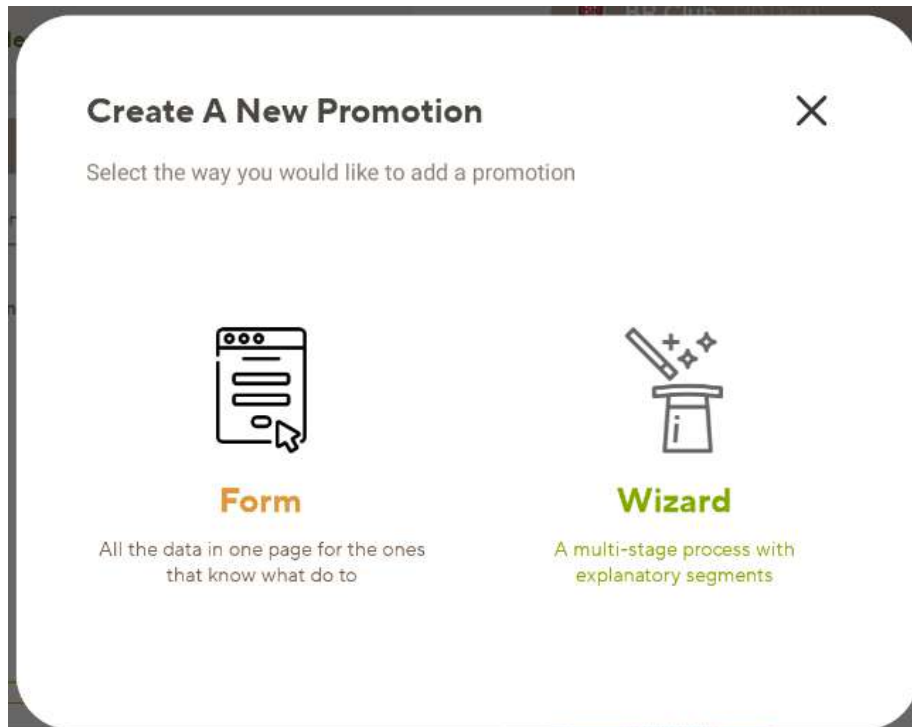 Create A New Promotion
Select the way you would like to add a promotion
Form
All the data in one page for the ones
that know what do to
Wizard
A multi-stage process with
explanatory segments